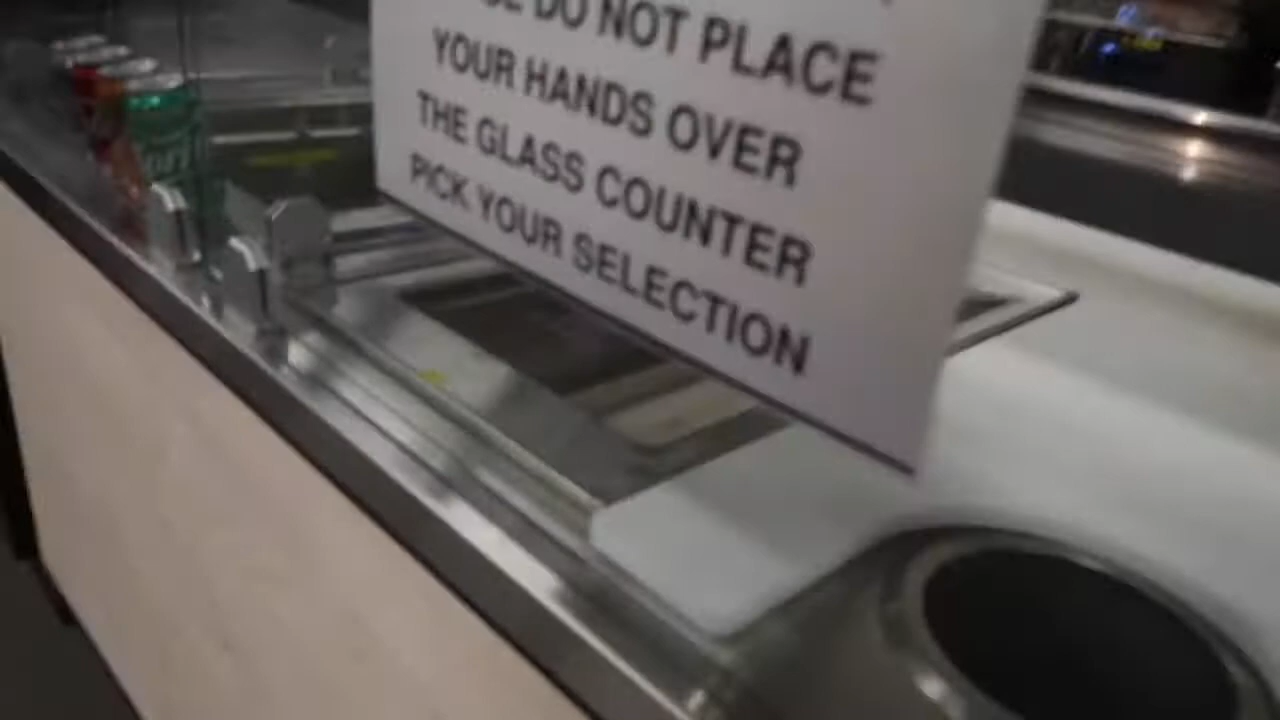 DO NOT PLACE
YOUR HANDS OVER
THE GLASS COUNTER
PICK YOUR SELECTION